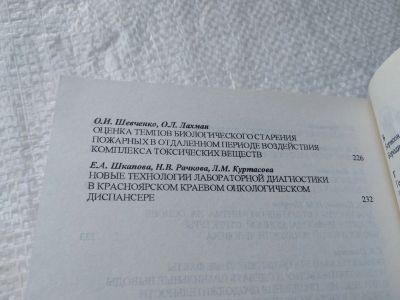 О.И. Шевченко, О.Л. Лахман
ОЦЕНКА ТЕМПОВ БИОЛОГИЧЕСКОГО СТАРЕНИЯ
ПОЖАРНЫХ В ОТДАЛЕННОМ ПЕРИОДЕ ВОЗДЕЙСТВИЯ
КОМПЛЕКСА ТОКСИЧЕСКИХ ВЕЩЕСТВ 226
Е.А. Шкапова, Н.В. Рачкова, Л.М. Куртасова
НОВЫЕ ТЕХНОЛОГИИ ЛАБОРАТОРНОЙ ДИАГНОСТИКИ
В КРАСНОЯРСКОМ КРАЕВОМ ОНКОЛОГИЧЕСКОМ
ДИСПАНСЕРЕ 232